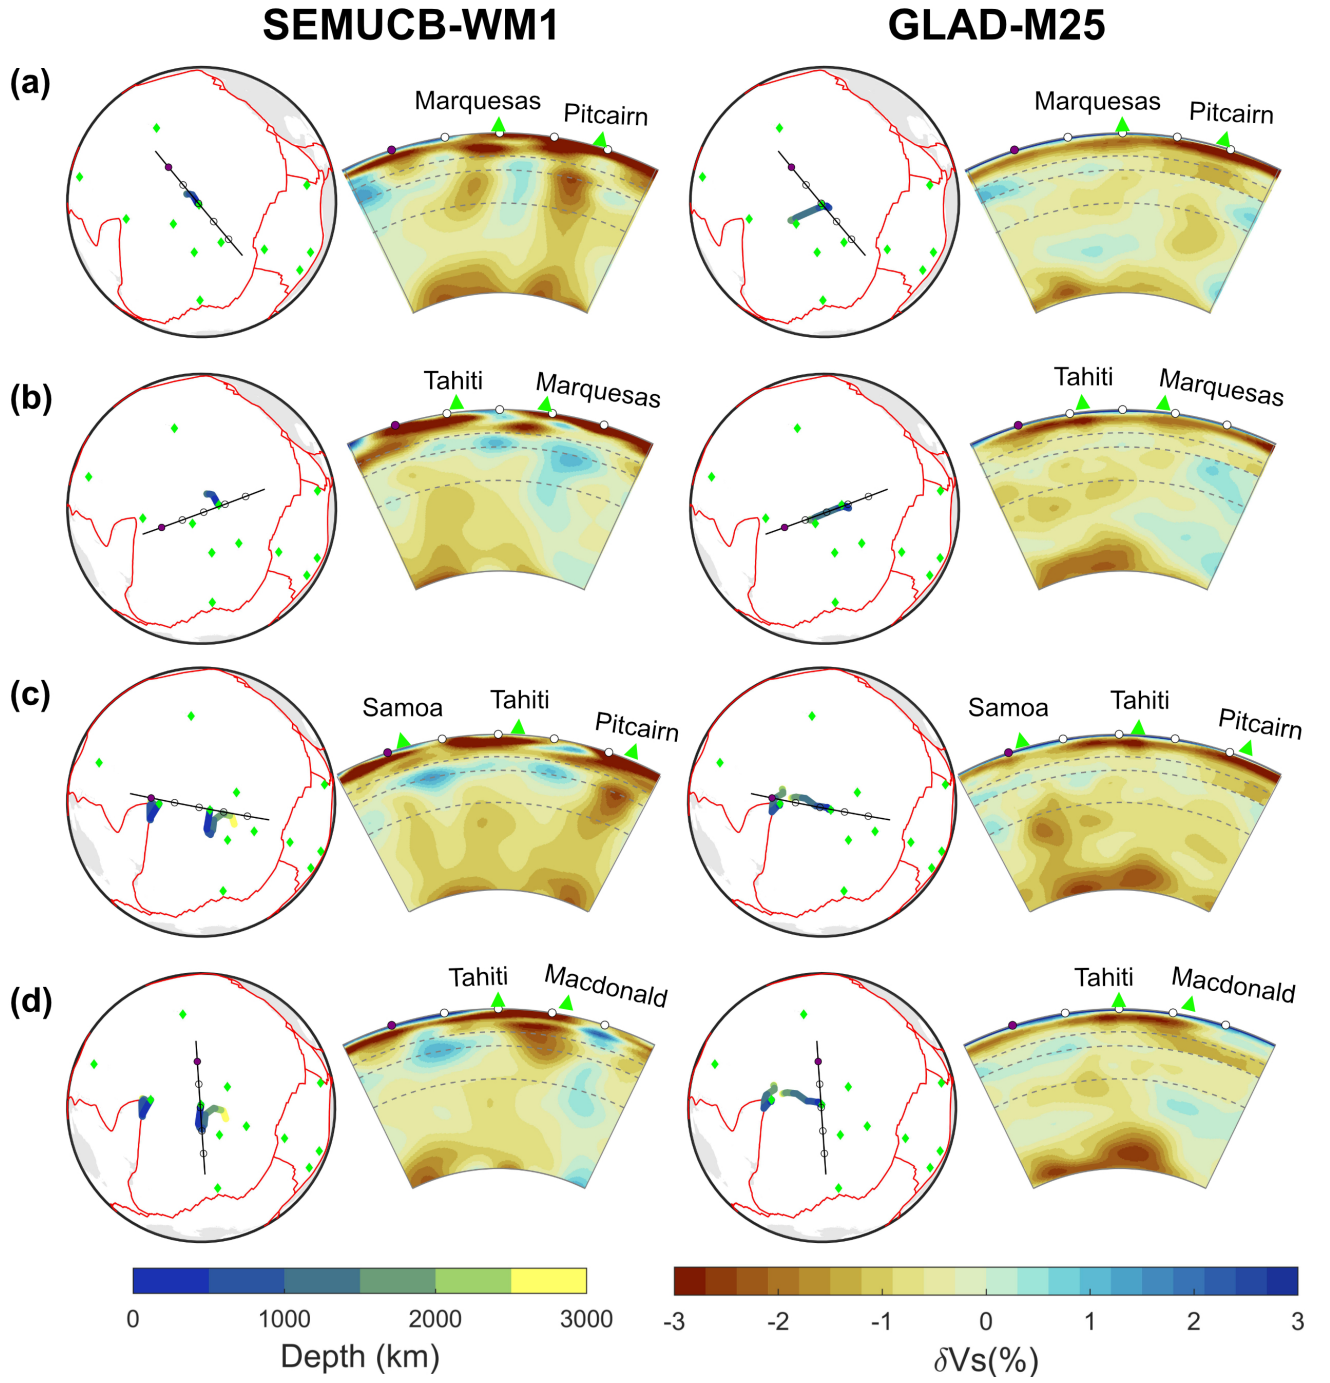 SEMUCB-WM1 GLAD-M25
(a)
Marquesas Pitcairn Marquesas Pitcairn
(b)
Tahiti Marquesas Tahiti Marquesas
(c)
Samoa Tahiti Pitcairn Samoa Tahiti Pitcairn
(d)
Tahiti Macdonald Tahiti Macdonald
0 1000 2000 3000 -3 -2 -1 0 1 2 3
Depth (km) δVs(%)